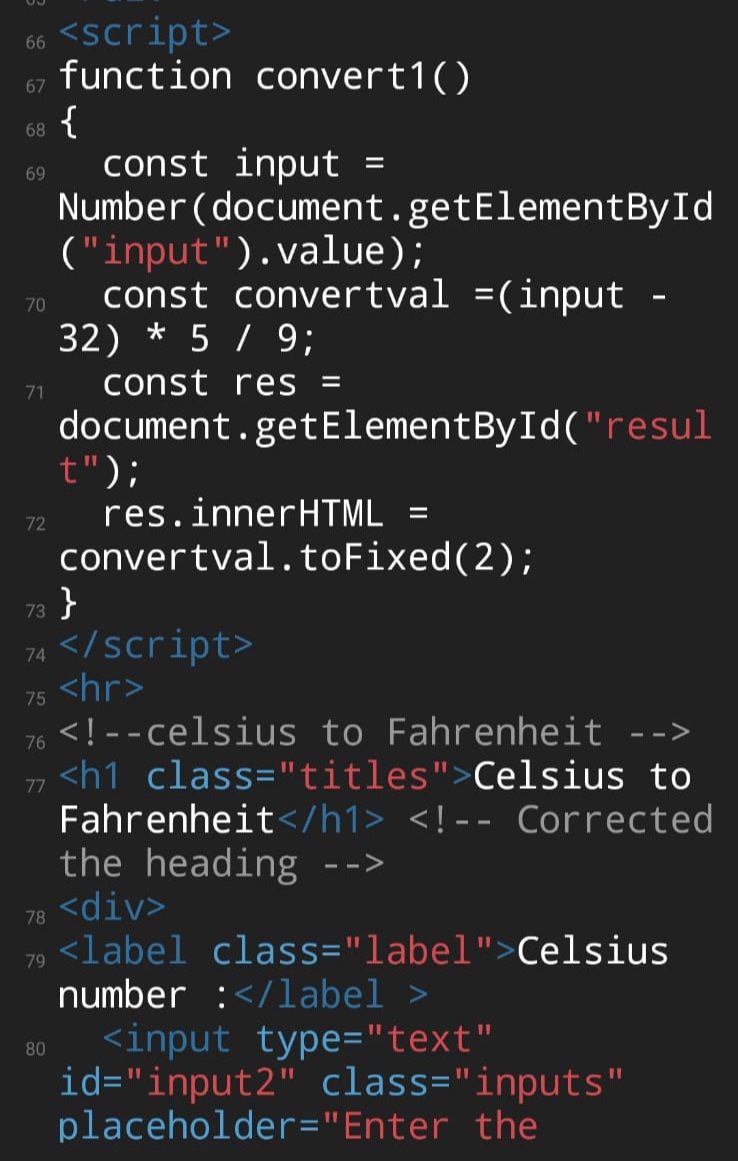 66 <script>
67 function convert1()
68 {
69 const input =
Number(document.getElementById
("input").value);
70 const convertval =(input -
32) * 5 / 9;
71 const res =
document.getElementById("resul
t");
72 res.innerHTML =
convertval.toFixed(2);
73 }
74 </script>
75 <hr>
76 <!--celsius to Fahrenheit -->
77 <h1 class="titles">Celsius to
Fahrenheit</h1> <!-- Corrected
the heading -->
78 <div>
79 <label class="label">Celsius
number :</label >
80 <input type="text"
id="input2" class="inputs"
placeholder="Enter the